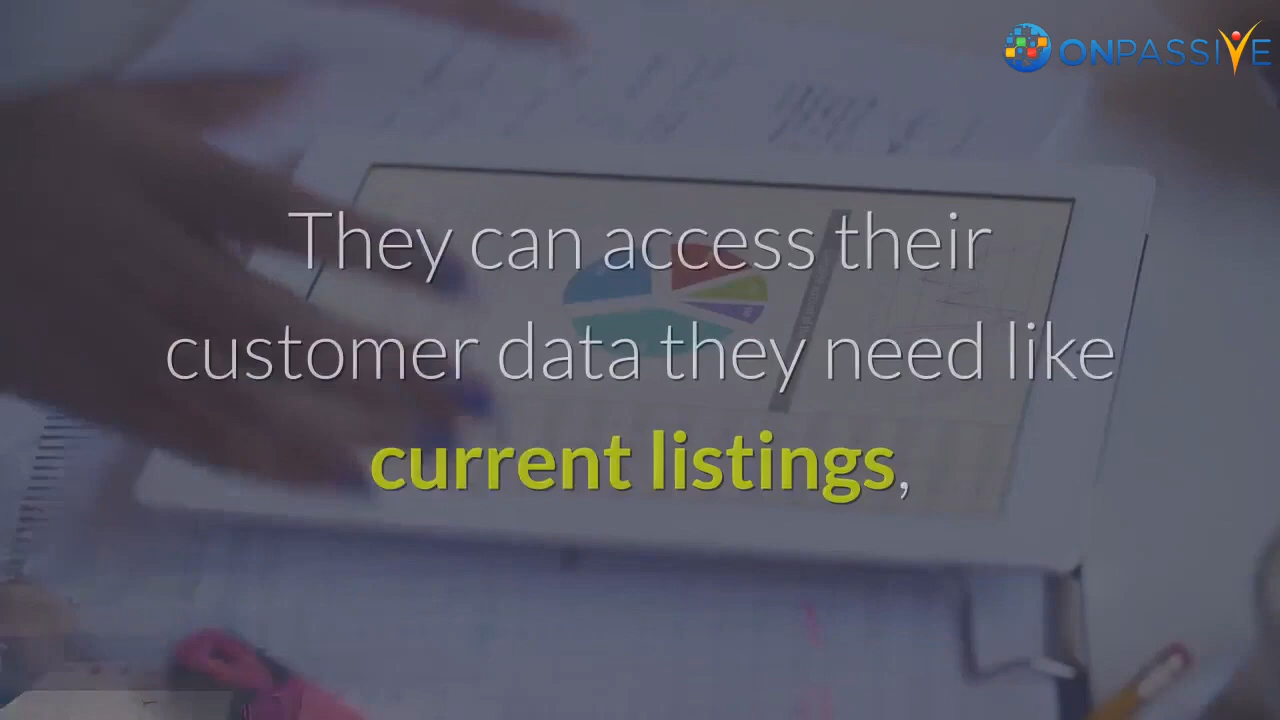 ONPASSIVE
They can access their
customer data they need like
current listings,